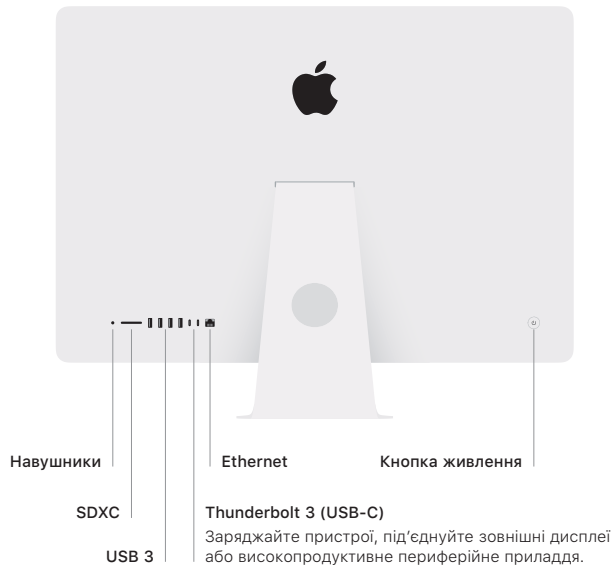 Навушники
Ethernet
Кнопка живлення
SDXC
Thunderbolt 3 (USB-C)
Заряджайте пристрої, під’єднуйте зовнішні дисплеї
USB 3
або високопродуктивне периферійне приладдя.